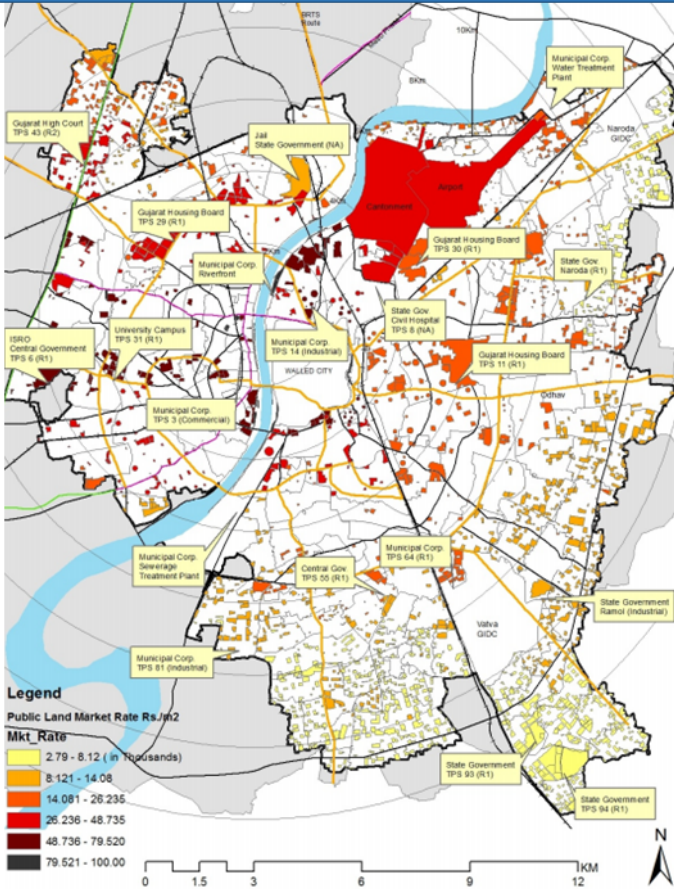 BRTS
Route
10Km
8Km
Municipal Corp.
Water Treatment
Plant
Gujarat High Court
TPS 43 (R2)
Jail
State Government (NA)
Naroda
GIDC
Airport
Cantonment
Gujarat Housing Board
TPS 29 (R1)
Gujarat Housing Board
TPS 30 (R1)
Municipal Corp.
Riverfront
State Gov.
Naroda (R1)
State Gov.
Civil Hospital
TPS 8 (NA)
ISRO
Central Government
TPS 6 (R1)
University Campus
TPS 31 (R1)
Municipal Corp.
TPS 14 (Industrial)
Gujarat Housing Board
TPS 11 (R1)
WALLED CITY
Odhav
Municipal Corp.
TPS 3 (Commercial)
Municipal Corp.
Sewerage
Treatment Plant
Municipal Corp.
TPS 64 (R1)
Central Gov.
TPS 55 (R1)
State Government
Ramol (Industrial)
Vatva
GIDC
Municipal Corp.
TPS 81 (Industrial)
Legend
Public Land Market Rate Rs./m2
Mkt_Rate
2.79 - 8.12 ( in Thousands)
8.121 - 14.08
14.081 - 26.235
26.236 - 48.735
48.736 - 79.520
79.521 - 100.00
State Government
TPS 93 (R1)
State Government
TPS 94 (R1)
N
KM
0 1.5 3 6 9 12